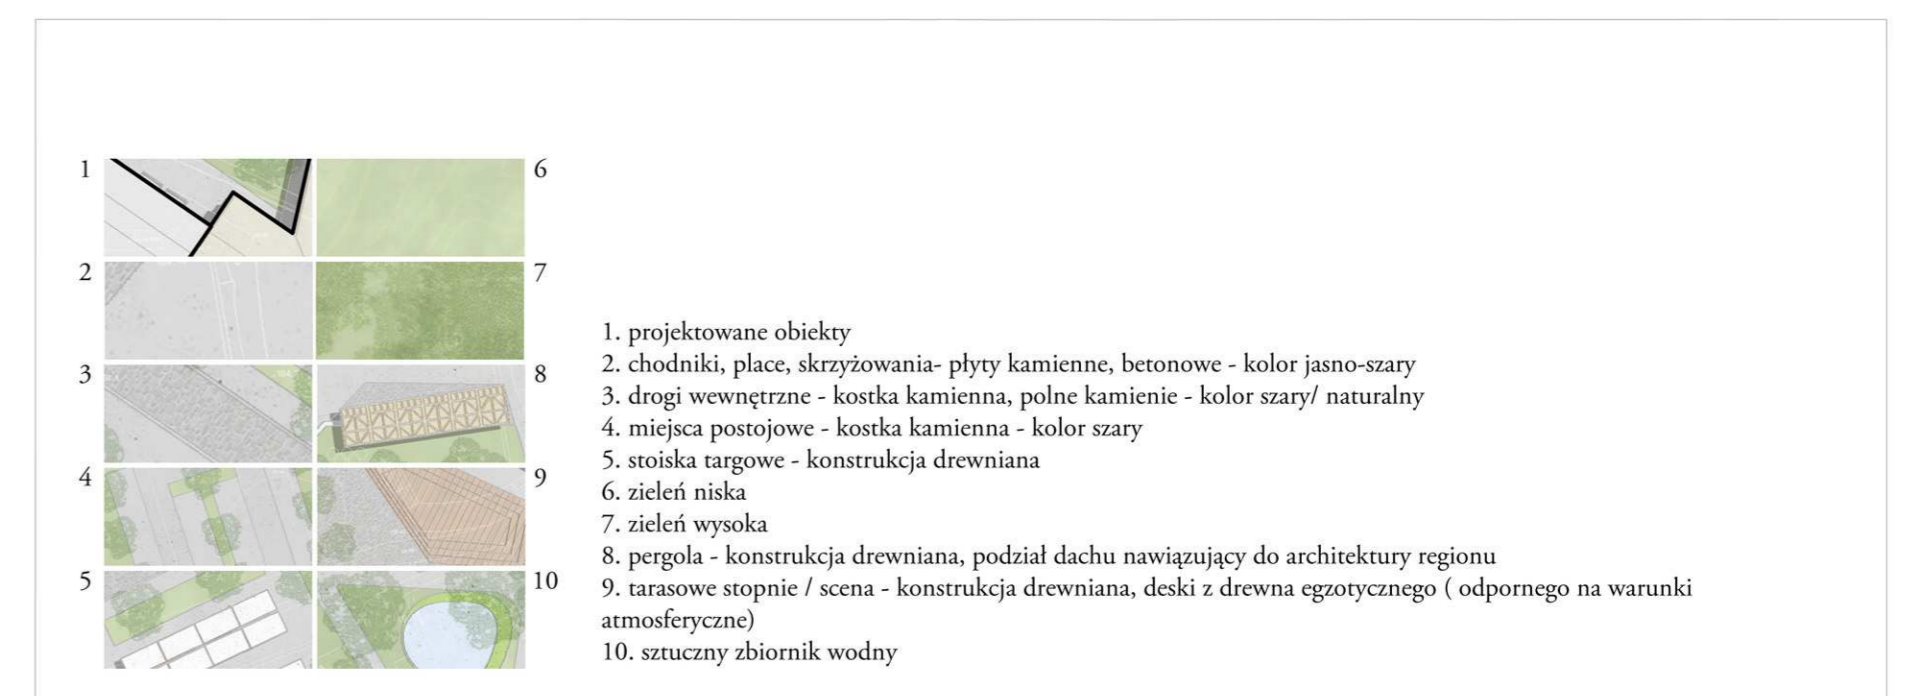 1
6
2
7
3
8
4
9
5
10
1. projektowane obiekty
2. chodniki, place, skrzyżowania- płyty kamienne, betonowe - kolor jasno-szary
3. drogi wewnętrzne - kostka kamienna, polne kamienie - kolor szary/ naturalny
4. miejsca postojowe - kostka kamienna - kolor szary
5. stoiska targowe - konstrukcja drewniana
6. zieleń niska
7. zieleń wysoka
8. pergola - konstrukcja drewniana, podział dachu nawiązujący do architektury regionu
9. tarasowe stopnie / scena - konstrukcja drewniana, deski z drewna egzotycznego ( odpornego na warunki
atmosferyczne)
10. sztuczny zbiornik wodny